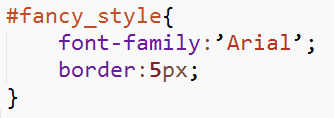 #fancy_style{
font-family:’Arial’;
border:5px;
}